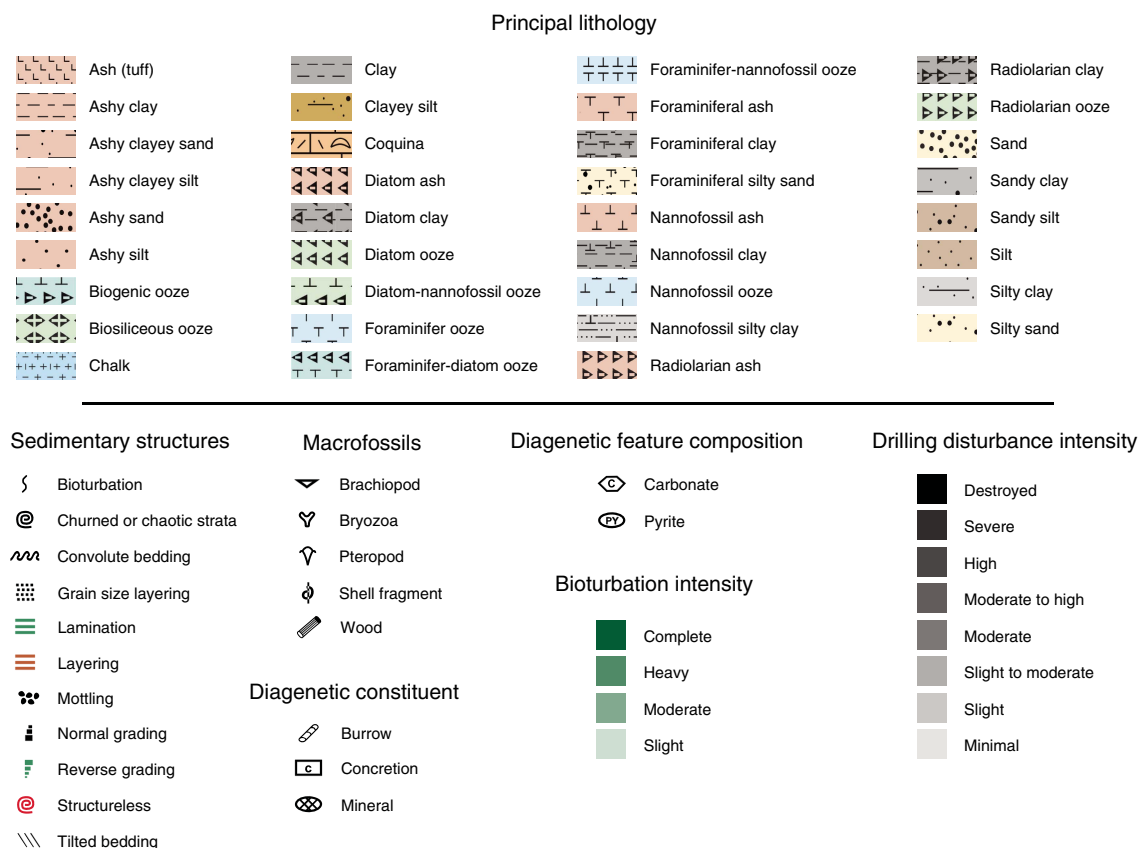 Principal lithology
Ash (tuff)
Ashy clay
Ashy clayey sand
Ashy clayey silt
Ashy sand
Ashy silt
Biogenic ooze
Biosiliceous ooze
Chalk
Clay
Clayey silt
Coquina
Diatom ash
Diatom clay
Diatom ooze
Diatom-nannofossil ooze
Foraminifer ooze
Foraminifer-diatom ooze
Foraminifer-nannofossil ooze
Foraminiferal ash
Foraminiferal clay
Foraminiferal silty sand
Nannofossil ash
Nannofossil clay
Nannofossil ooze
Nannofossil silty clay
Radiolarian ash
Radiolarian clay
Radiolarian ooze
Sand
Sandy clay
Sandy silt
Silt
Silty clay
Silty sand
Sedimentary structures
Bioturbation
Churned or chaotic strata
Convolute bedding
Grain size layering
Lamination
Layering
Mottling
Normal grading
Reverse grading
Structureless
Tilted bedding
Macrofossils
Brachiopod
Bryozoa
Pteropod
Shell fragment
Wood
Diagenetic constituent
Burrow
C Concretion
Mineral
Diagenetic feature composition
C Carbonate
PY Pyrite
Bioturbation intensity
Complete
Heavy
Moderate
Slight
Drilling disturbance intensity
Destroyed
Severe
High
Moderate to high
Moderate
Slight to moderate
Slight
Minimal